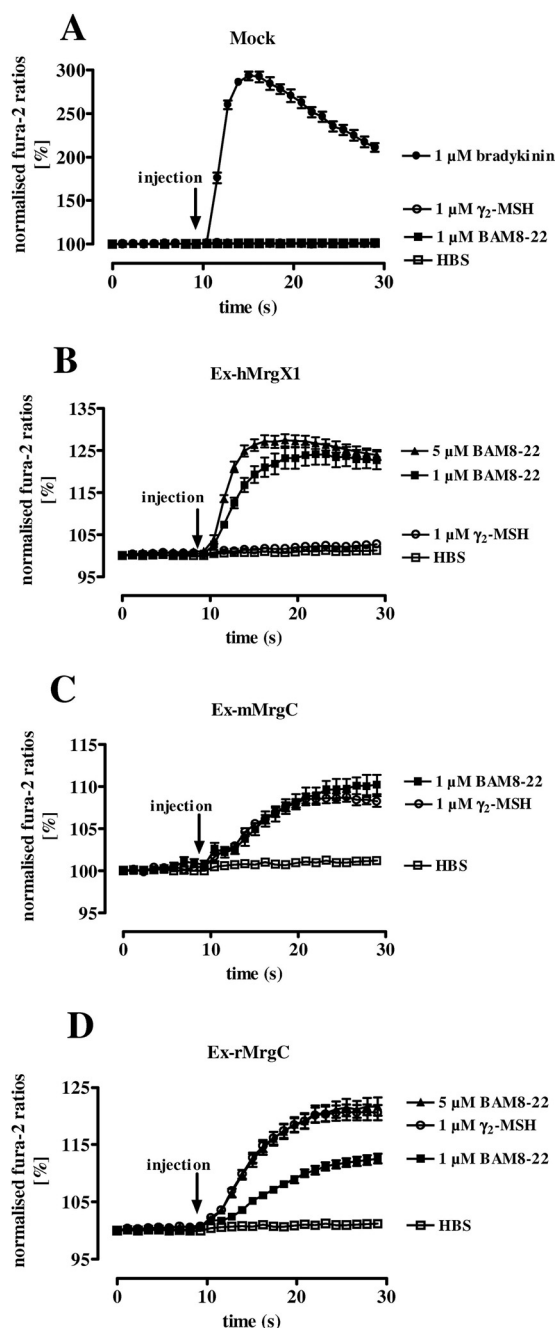 A
Mock
normalised fura-2 ratios
[%]
300
250
200
150
100
injection
1 µM bradykinin
1 µM γ₂-MSH
1 µM BAM8-22
HBS
0
10
20
30
time (s)
B
Ex-hMrgX1
normalised fura-2 ratios
[%]
135
125
115
105
95
injection
5 µM BAM8-22
1 µM BAM8-22
1 µM γ₂-MSH
HBS
0
10
20
30
time (s)
C
Ex-mMrgC
normalised fura-2 ratios
[%]
115
110
105
100
95
injection
1 µM BAM8-22
1 µM γ₂-MSH
HBS
0
10
20
30
time (s)
D
Ex-rMrgC
normalised fura-2 ratios
[%]
125
115
105
95
injection
5 µM BAM8-22
1 µM γ₂-MSH
1 µM BAM8-22
HBS
0
10
20
30
time (s)